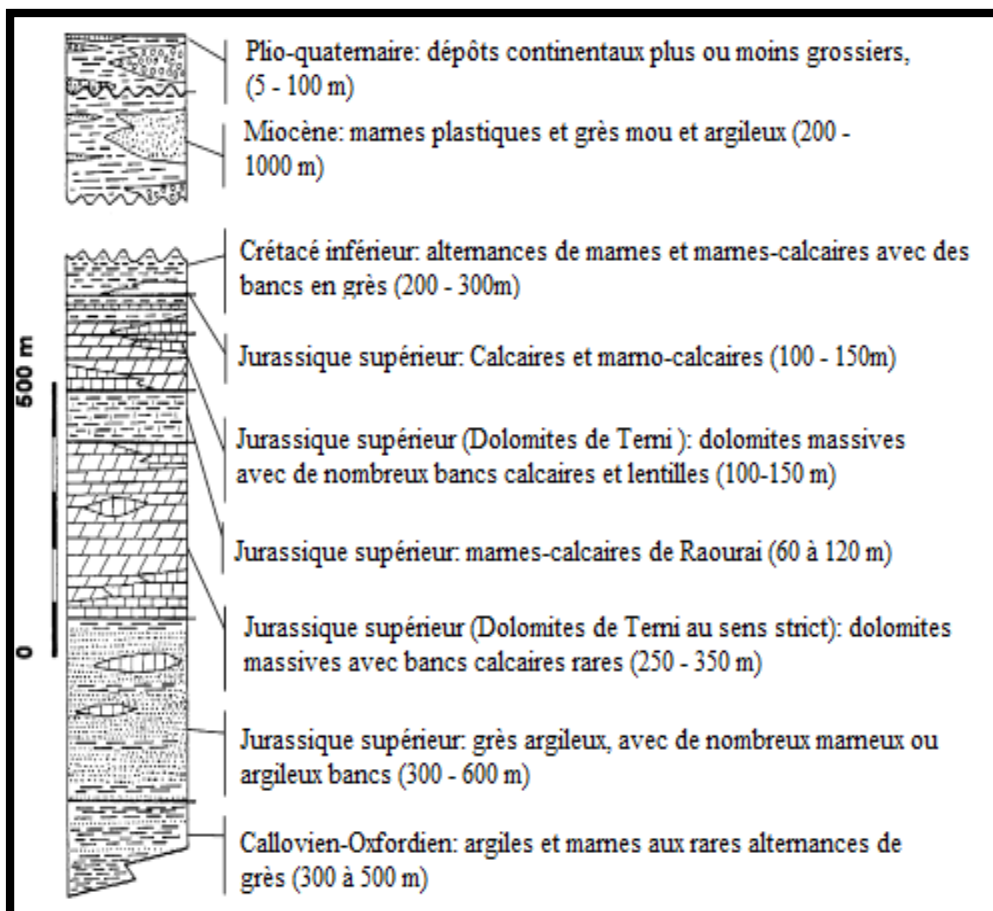 Plio-quaternaire: dépôts continentaux plus ou moins grossiers,
(5 - 100 m)
Miocène: marnes plastiques et grès mou et argileux (200 -
1000 m)
Crétacé inférieur: alternances de marnes et marnes-calcaires avec des
bancs en grès (200 - 300m)
Jurassique supérieur: Calcaires et marno-calcaires (100 - 150m)
500 m
Jurassique supérieur (Dolomites de Terni ): dolomites massives
avec de nombreux bancs calcaires et lentilles (100-150 m)
Jurassique supérieur: marnes-calcaires de Raourai (60 à 120 m)
Jurassique supérieur (Dolomites de Terni au sens strict): dolomites
massives avec bancs calcaires rares (250 - 350 m)
0
Jurassique supérieur: grès argileux, avec de nombreux marneux ou
argileux bancs (300 - 600 m)
Callovien-Oxfordien: argiles et marnes aux rares alternances de
grès (300 à 500 m)